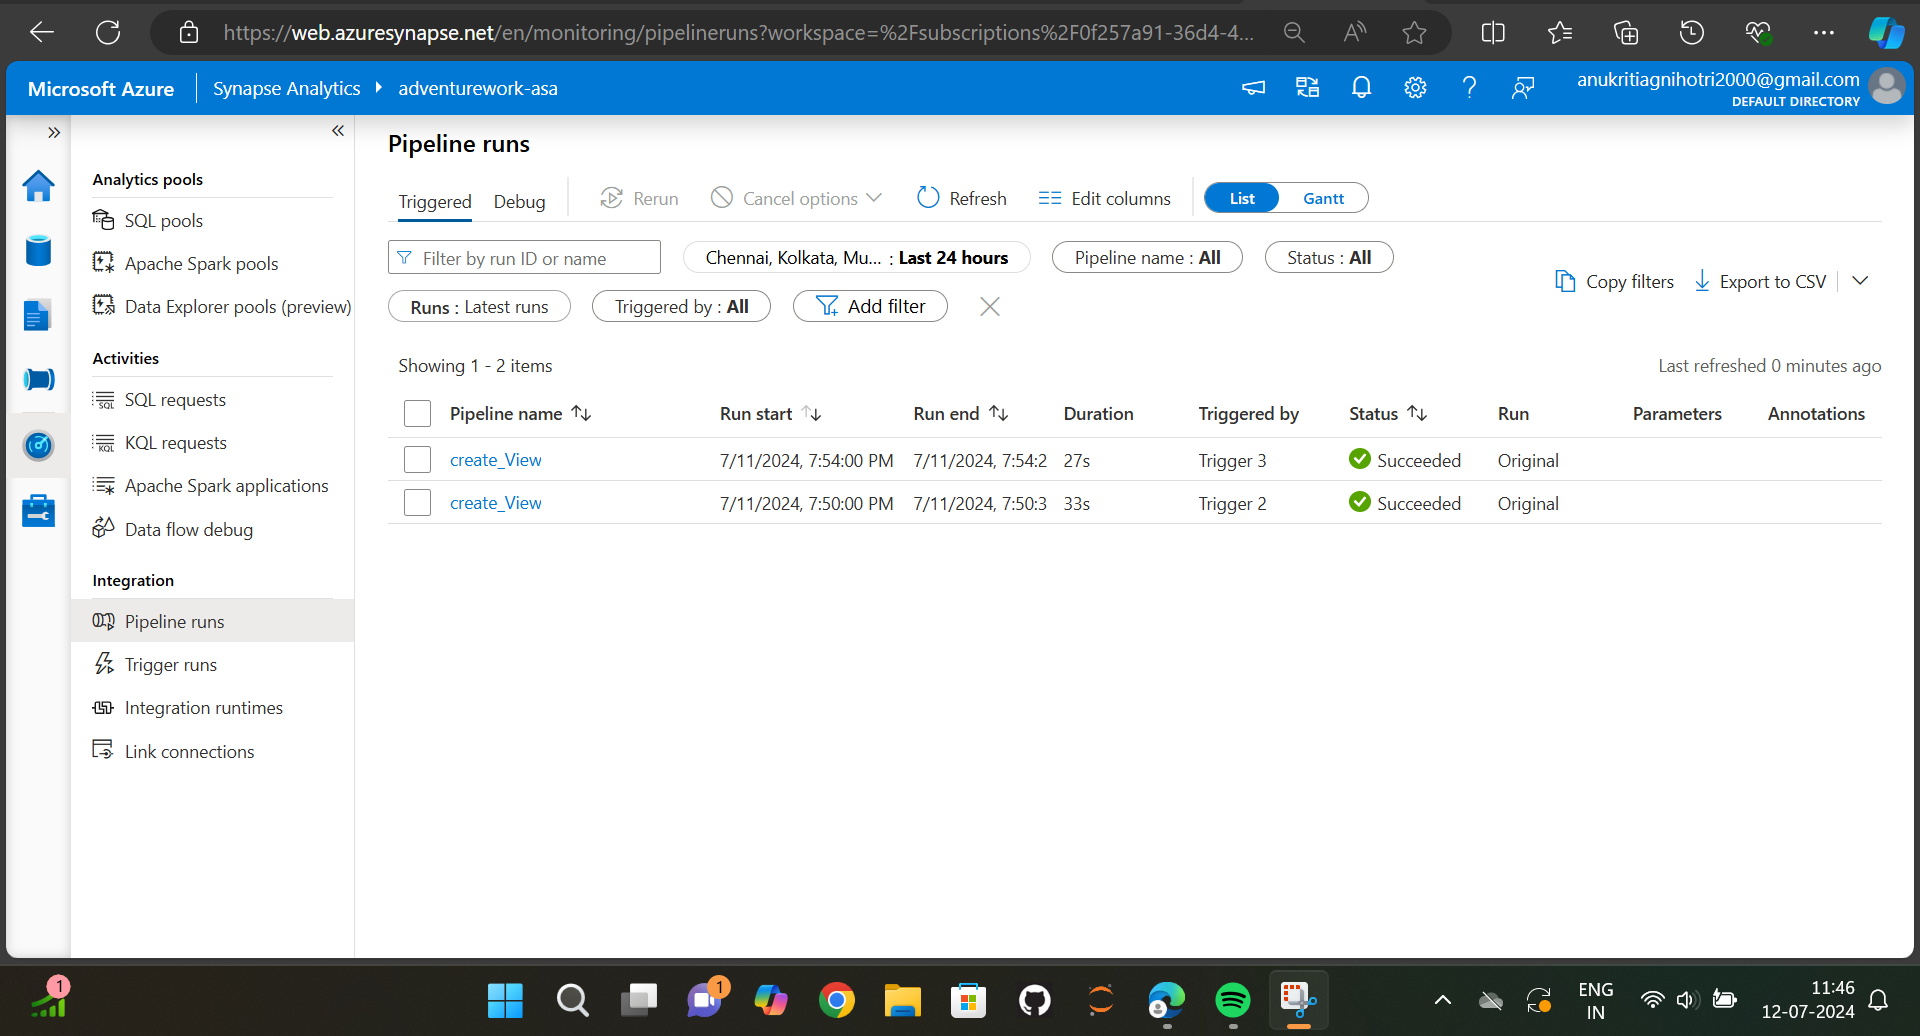 https://web.azuresynapse.net/en/monitoring/pipelineruns?workspace=%2Fsubscriptions%2F0f257a91-36d4-4...
Microsoft Azure
Synapse Analytics
adventurework-asa
anukritiagnihotri2000@gmail.com
DEFAULT DIRECTORY
Analytics pools
SQL pools
Apache Spark pools
Data Explorer pools (preview)
Activities
SQL requests
KQL requests
Apache Spark applications
Data flow debug
Integration
Pipeline runs
Trigger runs
Integration runtimes
Link connections
Pipeline runs
Triggered Debug Rerun Cancel options Refresh Edit columns List Gantt
Filter by run ID or name Chennai, Kolkata, Mu... : Last 24 hours Pipeline name : All Status : All
Copy filters Export to CSV
Runs : Latest runs Triggered by : All Add filter
Showing 1 - 2 items Last refreshed 0 minutes ago
Pipeline name Run start Run end Duration Triggered by Status Run Parameters Annotations
create_View 7/11/2024, 7:54:00 PM 7/11/2024, 7:54:2 27s Trigger 3 Succeeded Original
create_View 7/11/2024, 7:50:00 PM 7/11/2024, 7:50:3 33s Trigger 2 Succeeded Original
1
1
ENG
IN
11:46
12-07-2024